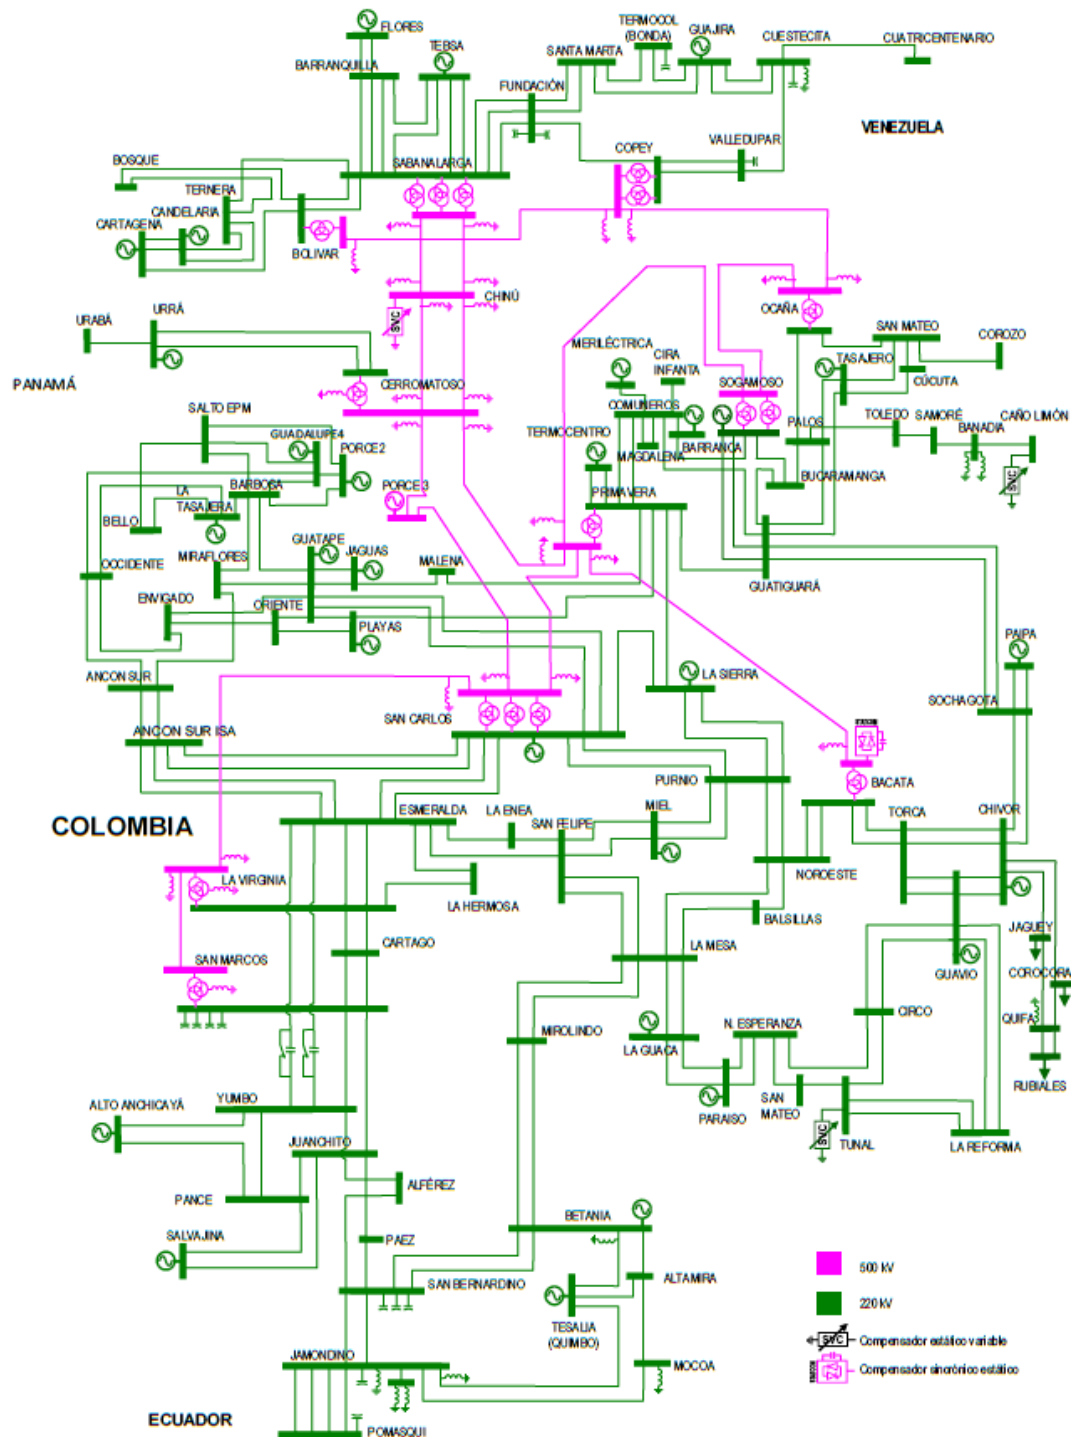 FLORES
TERMOCOL
(BONDA)
GUAJIRA
TEBSA
CUESTECITA
CUATRICENTENARIO
SANTA MARTA
BARRANQUILLA
FUNDACIÓN
VENEZUELA
COPEY
VALLEDUPAR
BOSQUE
SABANALARGA
TERNERA
CANDELARIA
CARTAGENA
BOLIVAR
CHINÚ
OCAÑA
URRÁ
URABÁ
SVC
SAN MATEO
COROZO
MERILÉCTRICA
CIRA
INFANTA
TASAJERO
PANAMÁ
CERROMATOSO
SOGAMOSO
CÚCUTA
SALTO EPM
COMUNEROS
PALOS
TOLEDO
SAMORÉ
CAÑO LIMÓN
BANADIA
GUADALUPE4
TERMOCENTRO
BARRANCA
PORCE2
MAGDALENA
BUCARAMANGA
LA
TASAJERA
BARBOSA
PORCE 3
PRIMAVERA
SVC
BELLO
GUATAPE
JAGUAS
MIRAFLORES
MALENA
OCCIDENTE
GUATIGUARÁ
ENVIGADO
ORIENTE
PLAYAS
PAIPA
ANCON SUR
LA SIERRA
SOCHAGOTA
SAN CARLOS
ANCON SUR ISA
PURNIO
BACATA
ESMERALDA
LA ENEA
SAN FELIPE
MIEL
TORCA
CHIVOR
COLOMBIA
LA VIRGINIA
LA HERMOSA
NOROESTE
BALSILLAS
JAGUEY
CARTAGO
LA MESA
SAN MARCOS
GUAVIO
COROCORA
MIROLINDO
N. ESPERANZA
CIRCO
QUIFA
LA GUACA
RUBIALES
PARAISO
SAN
MATEO
ALTO ANCHICAYÁ
YUMBO
SVC
TUNAL
LA REFORMA
JUANCHITO
ALFÉREZ
PANCE
BETANIA
SALVAJINA
PAEZ
SAN BERNARDINO
ALTAMIRA
500 kV
220 kV
TESALIA
(QUIMBO)
SVC
Compensador estático variable
JAMONDINO
MOCOA
Compensador sincrónico estático
ECUADOR
POMASQUI